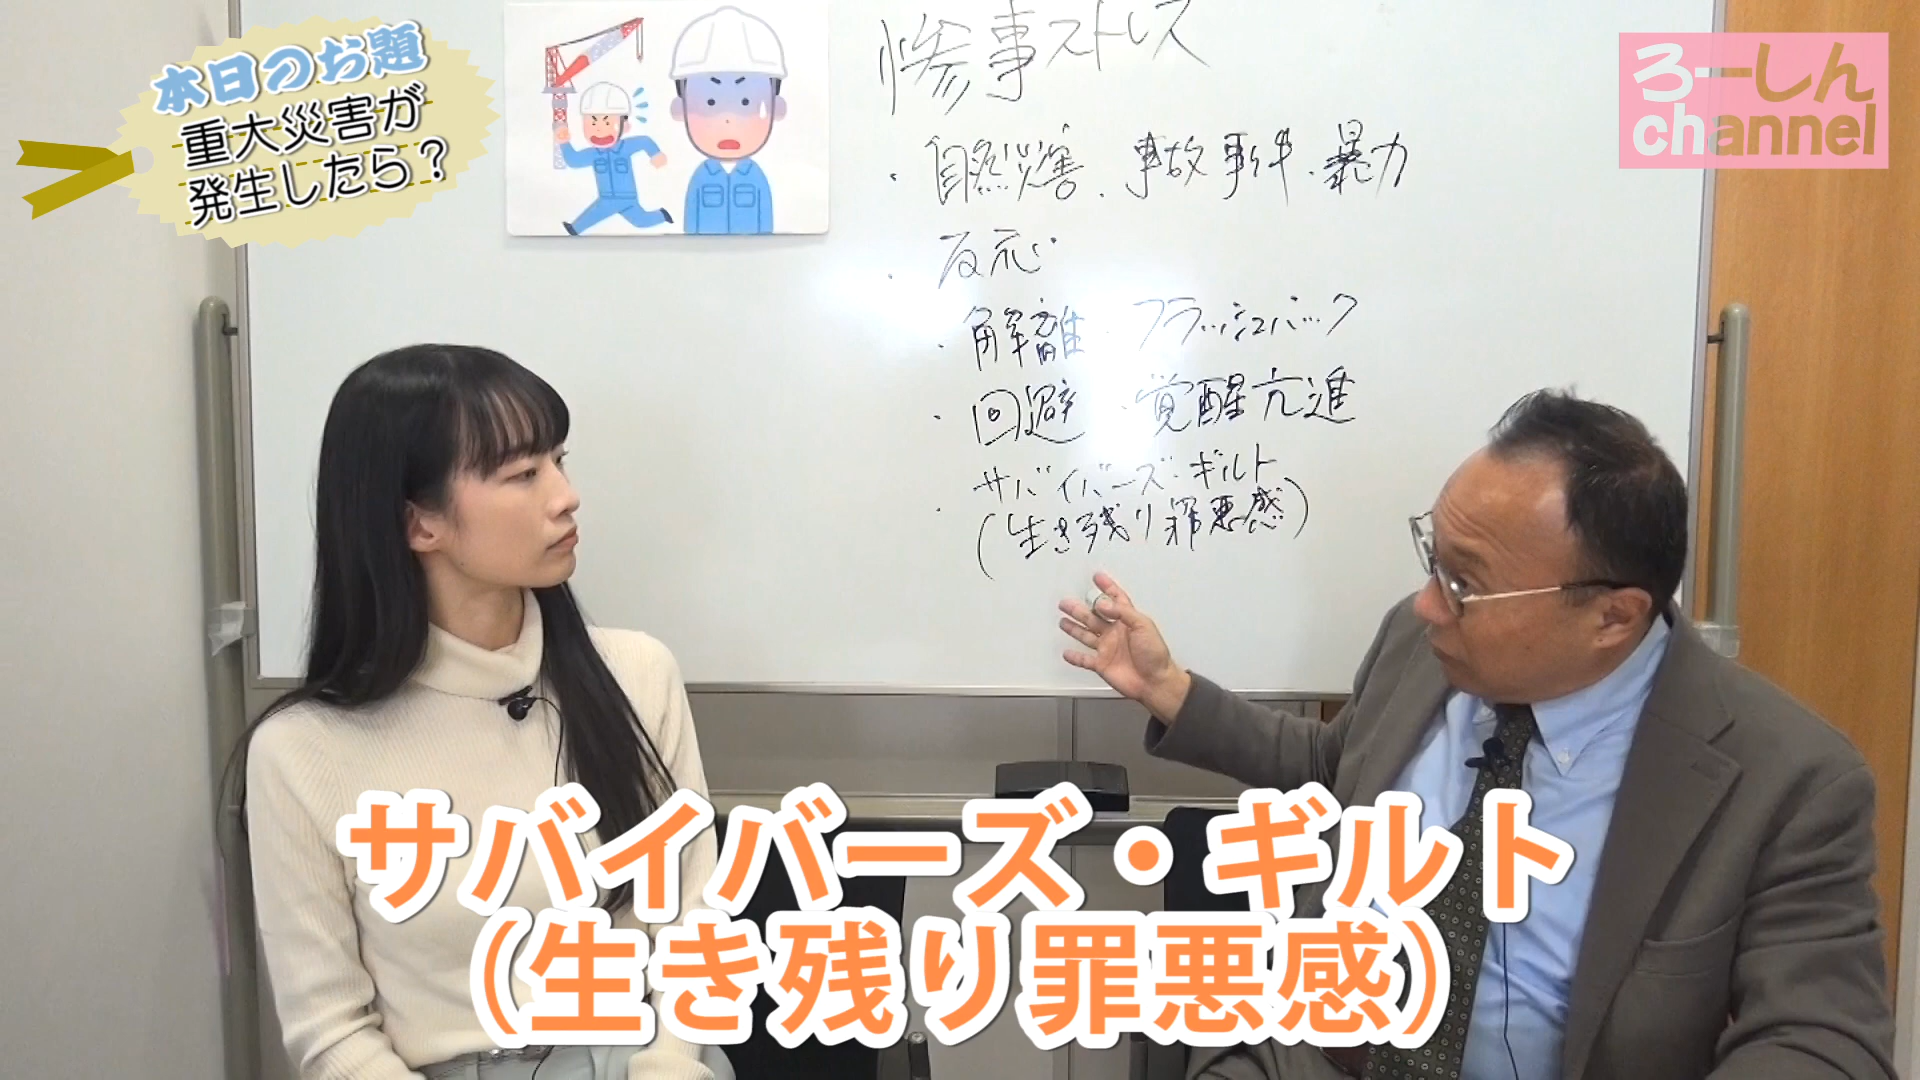 本日のお題
重大災害が
発生したら？
ろーしん
channel
惨事ストレス
・自然災害、事故事件、暴力
・反応
・解離・フラッシュバック
・回避・覚醒亢進
・サバイバーズ・ギルト
(生き残り罪悪感)
サバイバーズ・ギルト
(生き残り罪悪感)